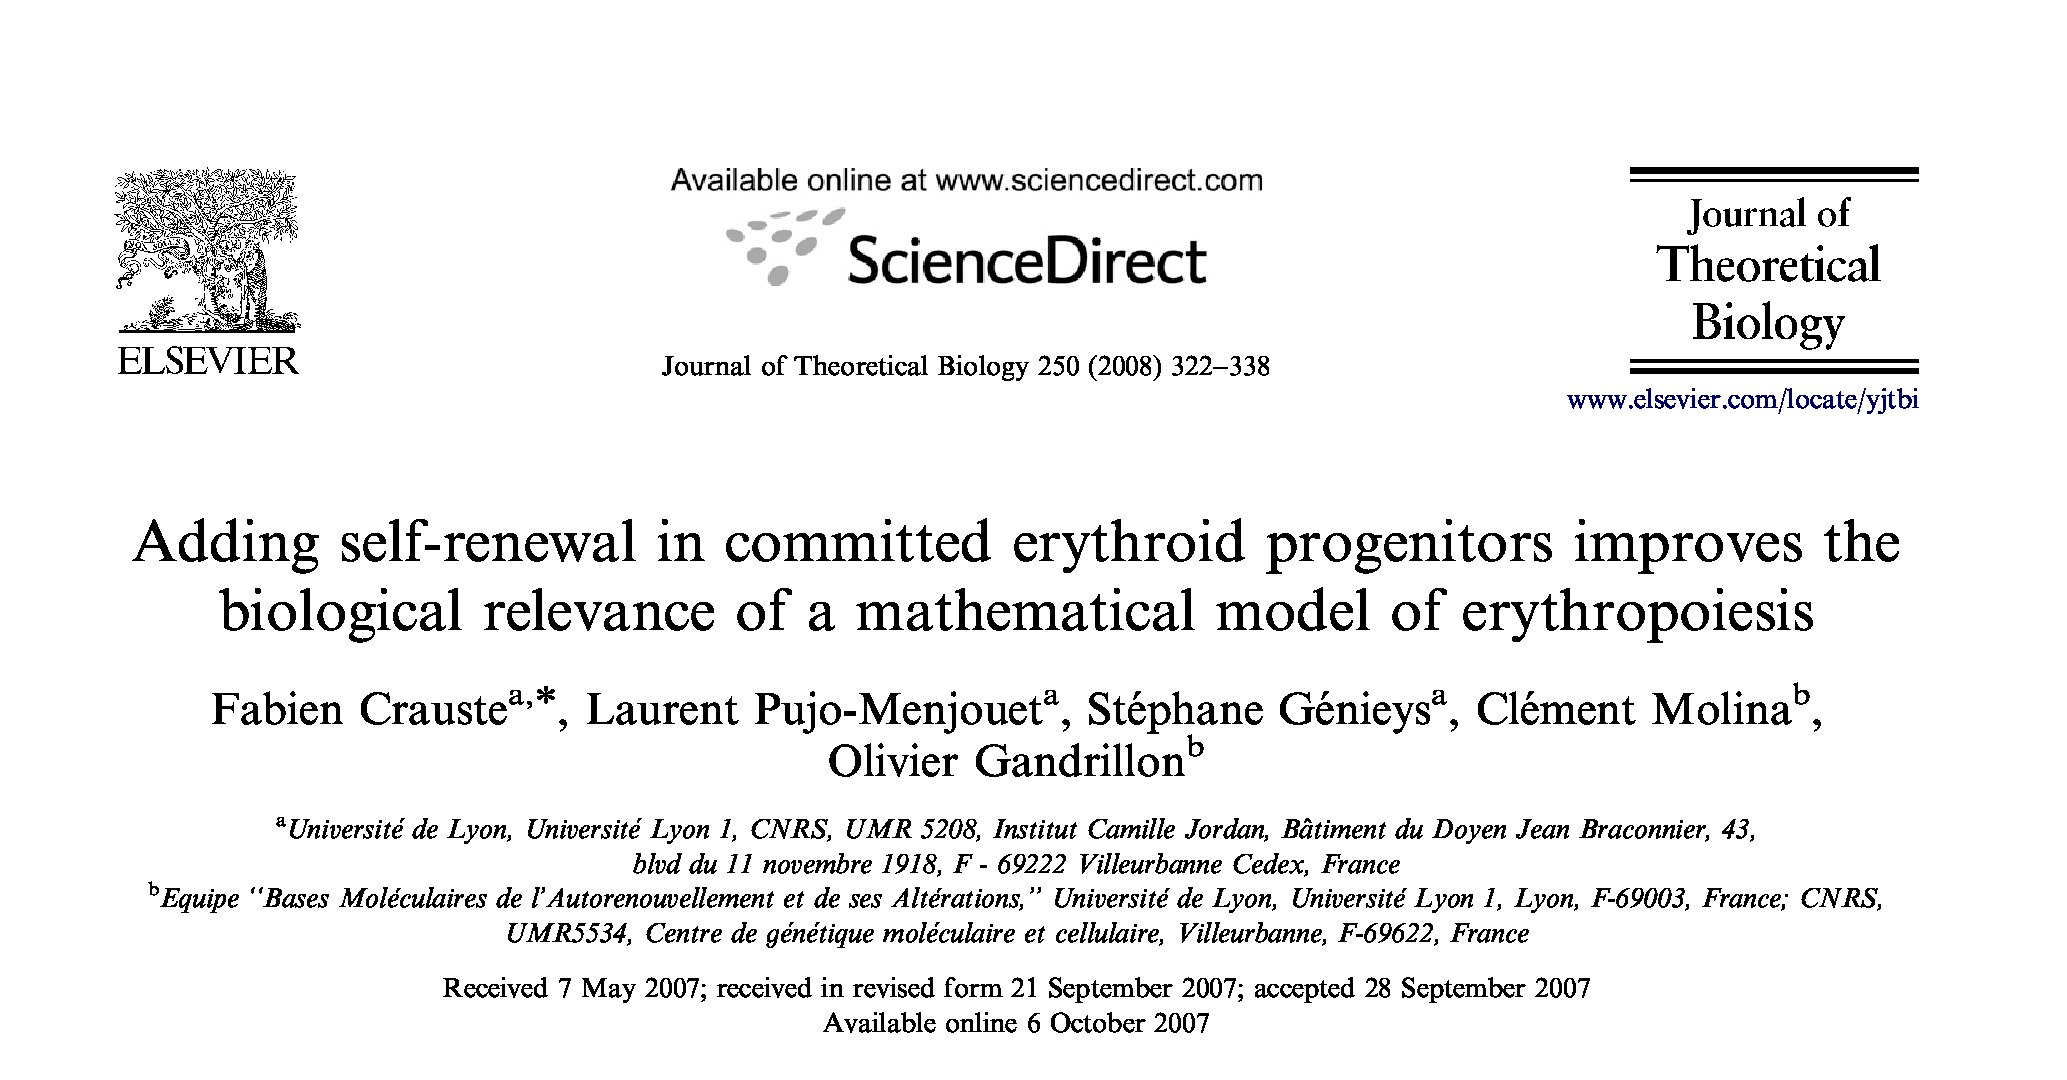 Available online at www.sciencedirect.com
ScienceDirect
ELSEVIER
Journal of Theoretical Biology 250 (2008) 322–338
Journal of
Theoretical
Biology
www.elsevier.com/locate/yjtbi
Adding self-renewal in committed erythroid progenitors improves the
biological relevance of a mathematical model of erythropoiesis
Fabien Crauste^a,*, Laurent Pujo-Menjouet^a, Stéphane Génieys^a, Clément Molina^b,
Olivier Gandrillon^b
^aUniversité de Lyon, Université Lyon 1, CNRS, UMR 5208, Institut Camille Jordan, Bâtiment du Doyen Jean Braconnier, 43,
blvd du 11 novembre 1918, F - 69222 Villeurbanne Cedex, France
^bEquipe ‘‘Bases Moléculaires de l’Autorenouvellement et de ses Altérations,’’ Université de Lyon, Université Lyon 1, Lyon, F-69003, France; CNRS,
UMR5534, Centre de génétique moléculaire et cellulaire, Villeurbanne, F-69622, France
Received 7 May 2007; received in revised form 21 September 2007; accepted 28 September 2007
Available online 6 October 2007